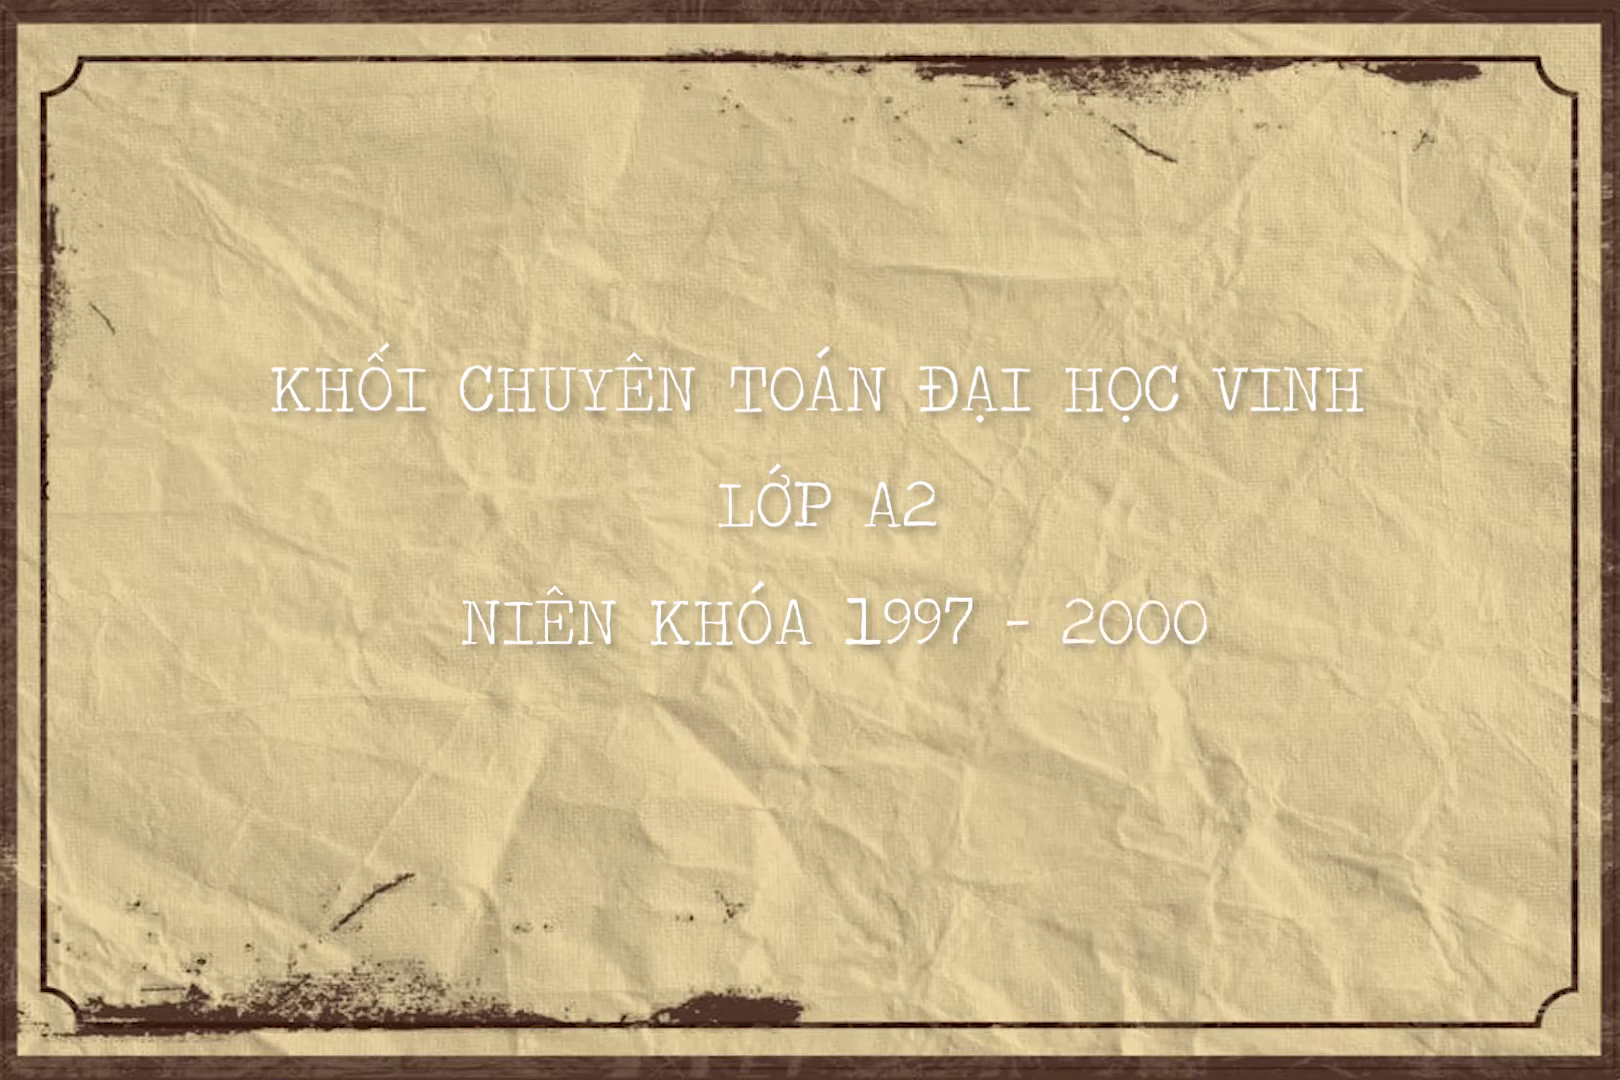 KHỐI CHUYÊN TOÁN ĐẠI HỌC VINH
LỚP A2
NIÊN KHÓA 1997 - 2000